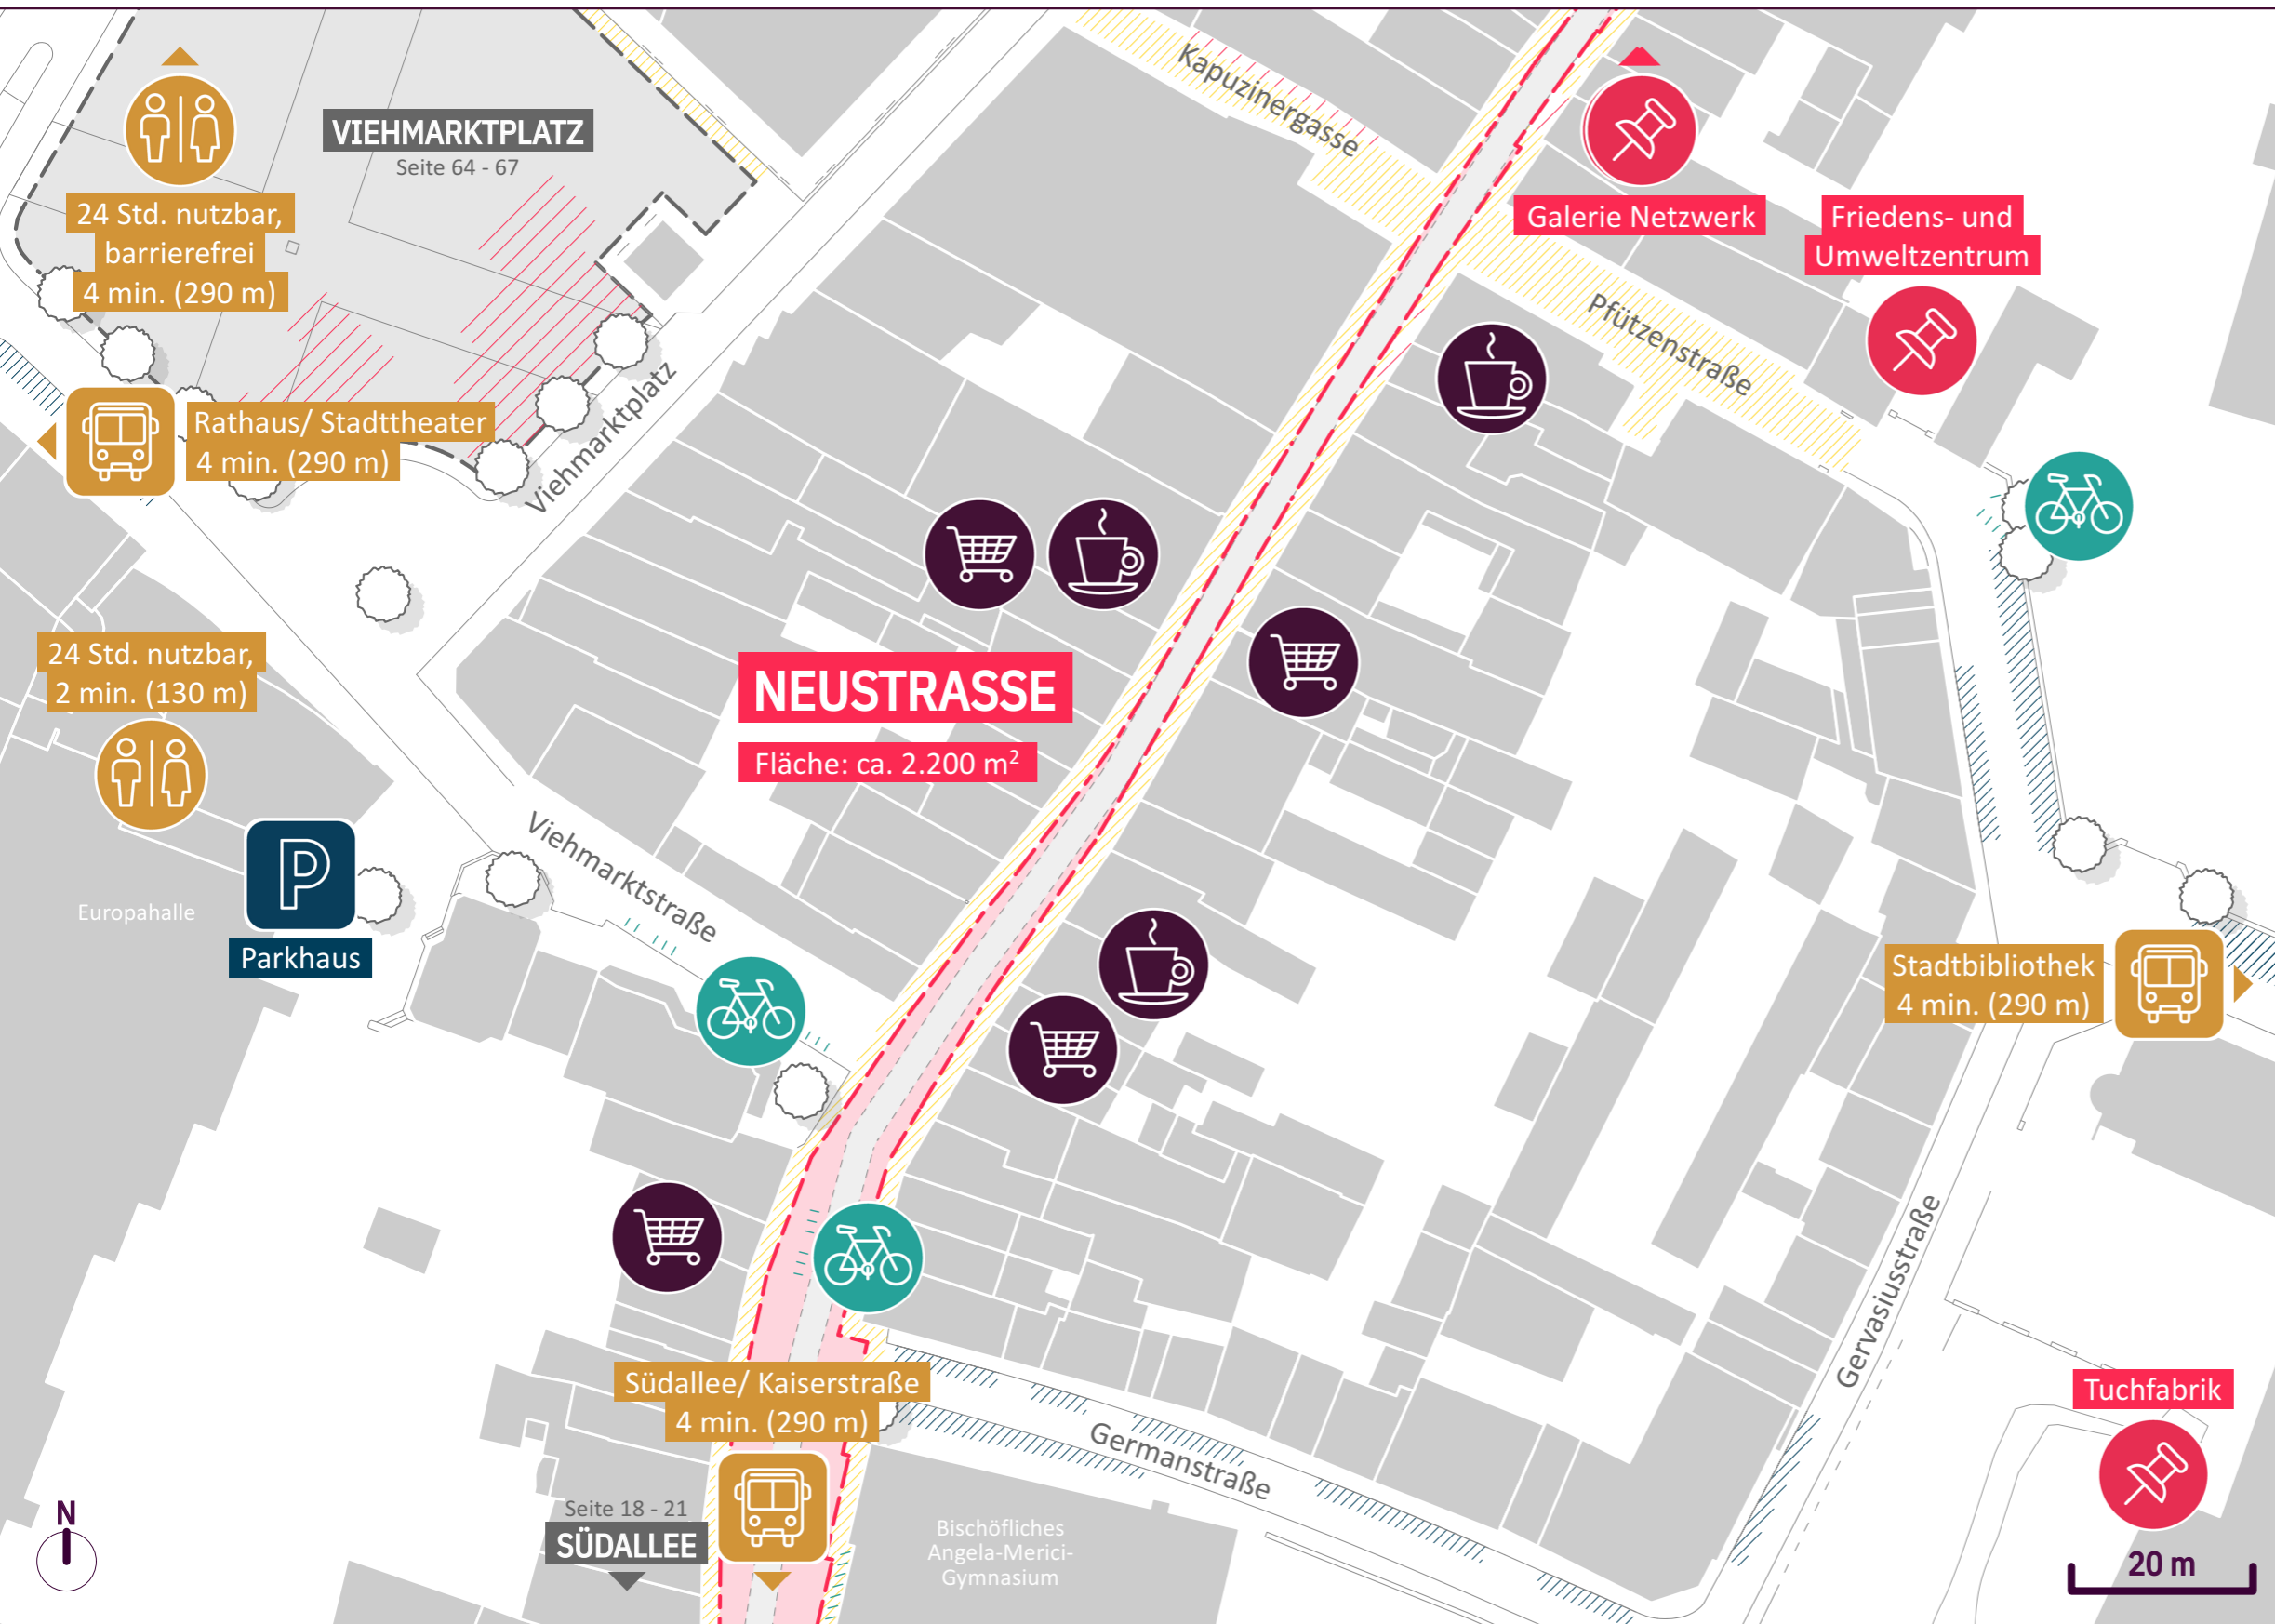 Kapuzinergasse
VIEHMARKTPLATZ
Seite 64 - 67
24 Std. nutzbar,
barrierefrei
4 min. (290 m)
Galerie Netzwerk
Friedens- und
Umweltzentrum
Pfützenstraße
Rathaus/ Stadttheater
4 min. (290 m)
Viehmarktplatz
24 Std. nutzbar,
2 min. (130 m)
NEUSTRASSE
Fläche: ca. 2.200 m²
Viehmarktstraße
Europahalle
P
Parkhaus
Stadtbibliothek
4 min. (290 m)
Gervasiusstraße
Südallee/ Kaiserstraße
4 min. (290 m)
Germanstraße
Tuchfabrik
Seite 18 - 21
SÜDALLEE
Bischöfliches
Angela-Merici-
Gymnasium
N
20 m